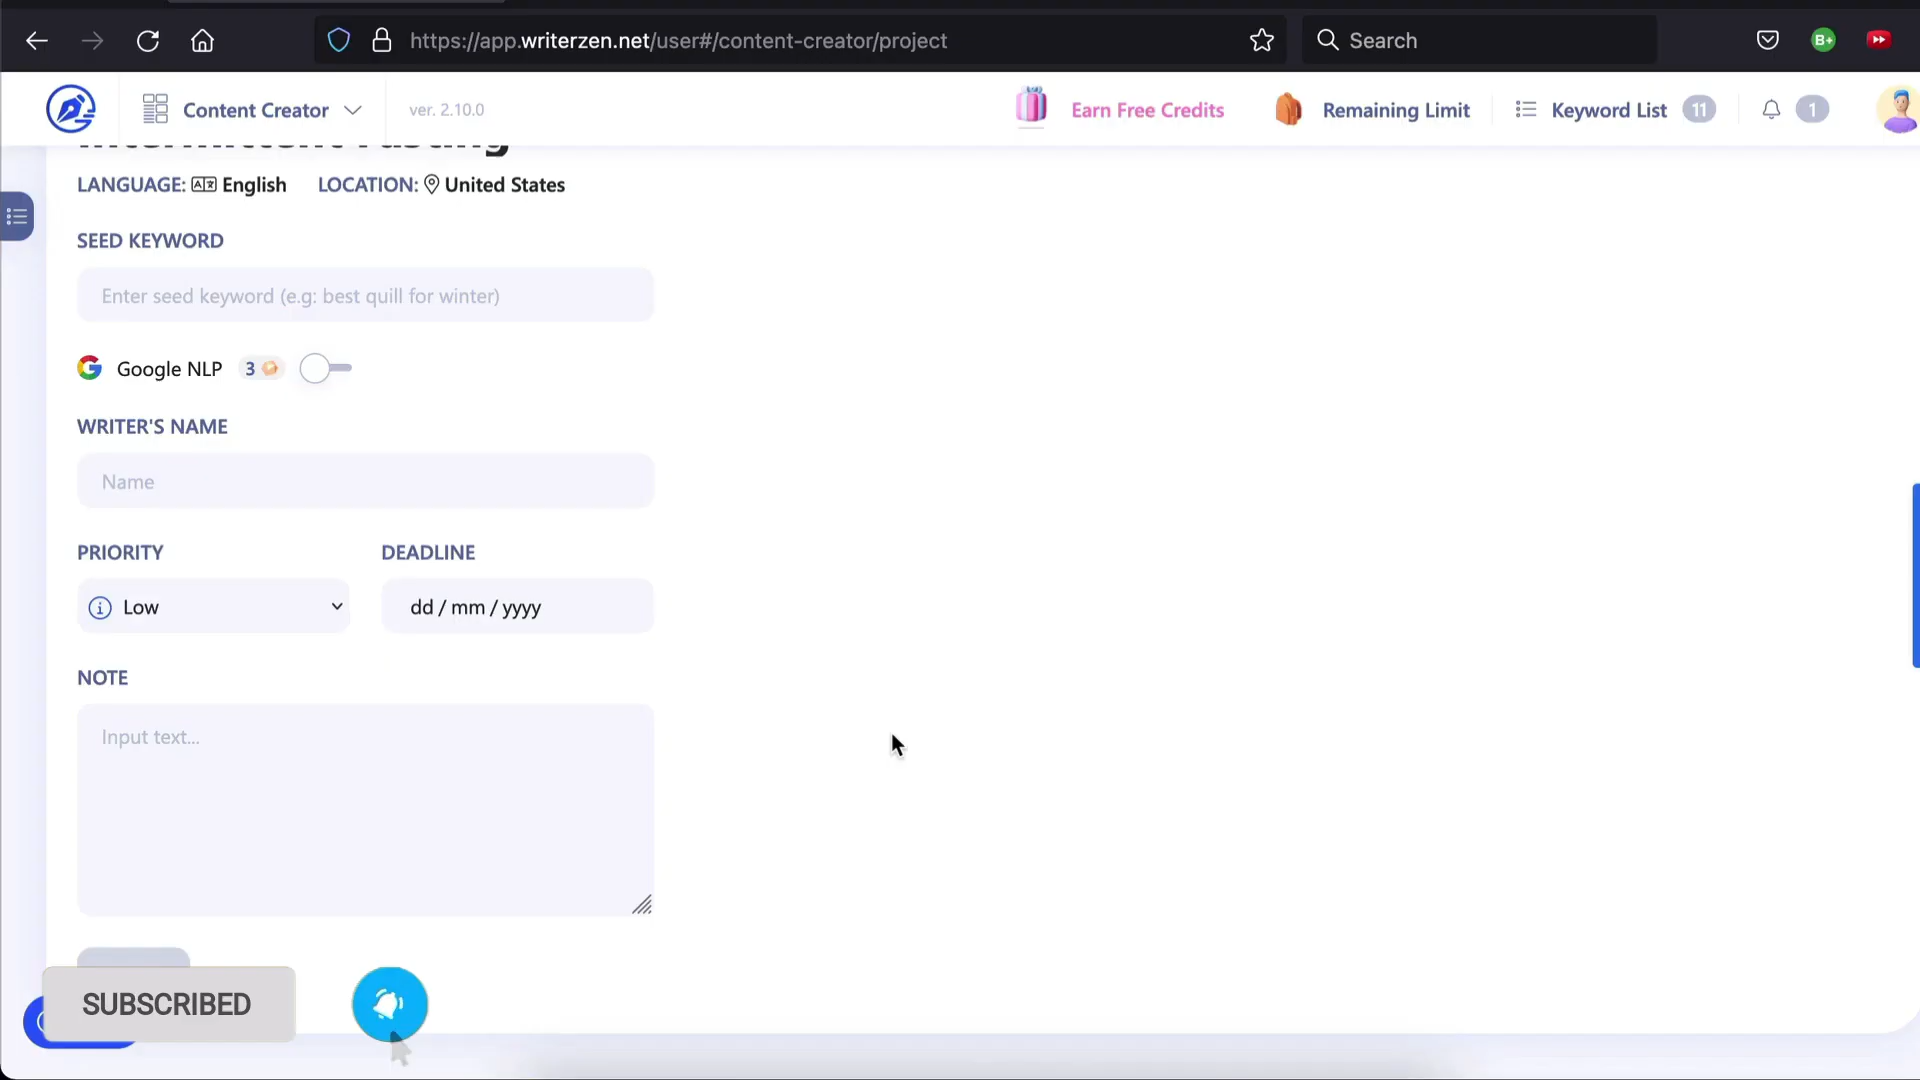 https://app.writerzen.net/user#/content-creator/project
Search
B+
Content Creator
ver. 2.10.0
Earn Free Credits
Remaining Limit
Keyword List 11
1
Intermittent Fasting
LANGUAGE: English LOCATION: United States
SEED KEYWORD
Enter seed keyword (e.g: best quill for winter)
Google NLP 3
WRITER'S NAME
Name
PRIORITY DEADLINE
Low dd / mm / yyyy
NOTE
Input text...
SUBSCRIBED